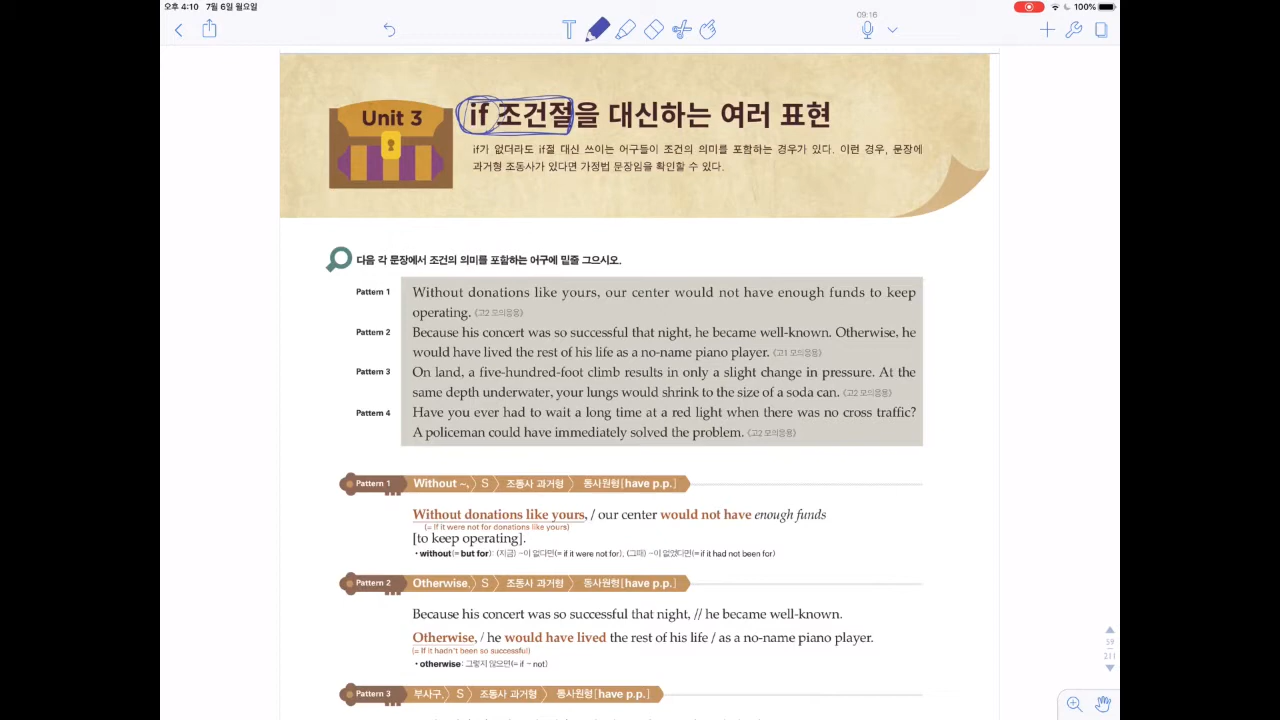 오후 4:10 7월 6일 월요일
100%
09:16
Unit 3
if 조건절을 대신하는 여러 표현
if가 없더라도 if절 대신 쓰이는 어구들이 조건의 의미를 포함하는 경우가 있다. 이런 경우, 문장에
과거형 조동사가 있다면 가정법 문장임을 확인할 수 있다.
다음 각 문장에서 조건의 의미를 포함하는 어구에 밑줄 그으시오.
Pattern 1 Without donations like yours, our center would not have enough funds to keep
operating. 《고2 모의응용》
Pattern 2 Because his concert was so successful that night, he became well-known. Otherwise, he
would have lived the rest of his life as a no-name piano player. 《고1 모의응용》
Pattern 3 On land, a five-hundred-foot climb results in only a slight change in pressure. At the
same depth underwater, your lungs would shrink to the size of a soda can. 《고2 모의응용》
Pattern 4 Have you ever had to wait a long time at a red light when there was no cross traffic?
A policeman could have immediately solved the problem. 《고2 모의응용》
Pattern 1 Without ~, S 조동사 과거형 동사원형[have p.p.]
Without donations like yours, / our center would not have enough funds
(= If it were not for donations like yours)
[to keep operating].
• without(= but for): (지금) ~이 없다면(= if it were not for), (그때) ~이 없었다면(= if it had not been for)
Pattern 2 Otherwise, S 조동사 과거형 동사원형[have p.p.]
Because his concert was so successful that night, // he became well-known.
Otherwise, / he would have lived the rest of his life / as a no-name piano player.
(= If it hadn't been so successful)
• otherwise: 그렇지 않으면(= if ~ not)
Pattern 3 부사구, S 조동사 과거형 동사원형[have p.p.]
59
211